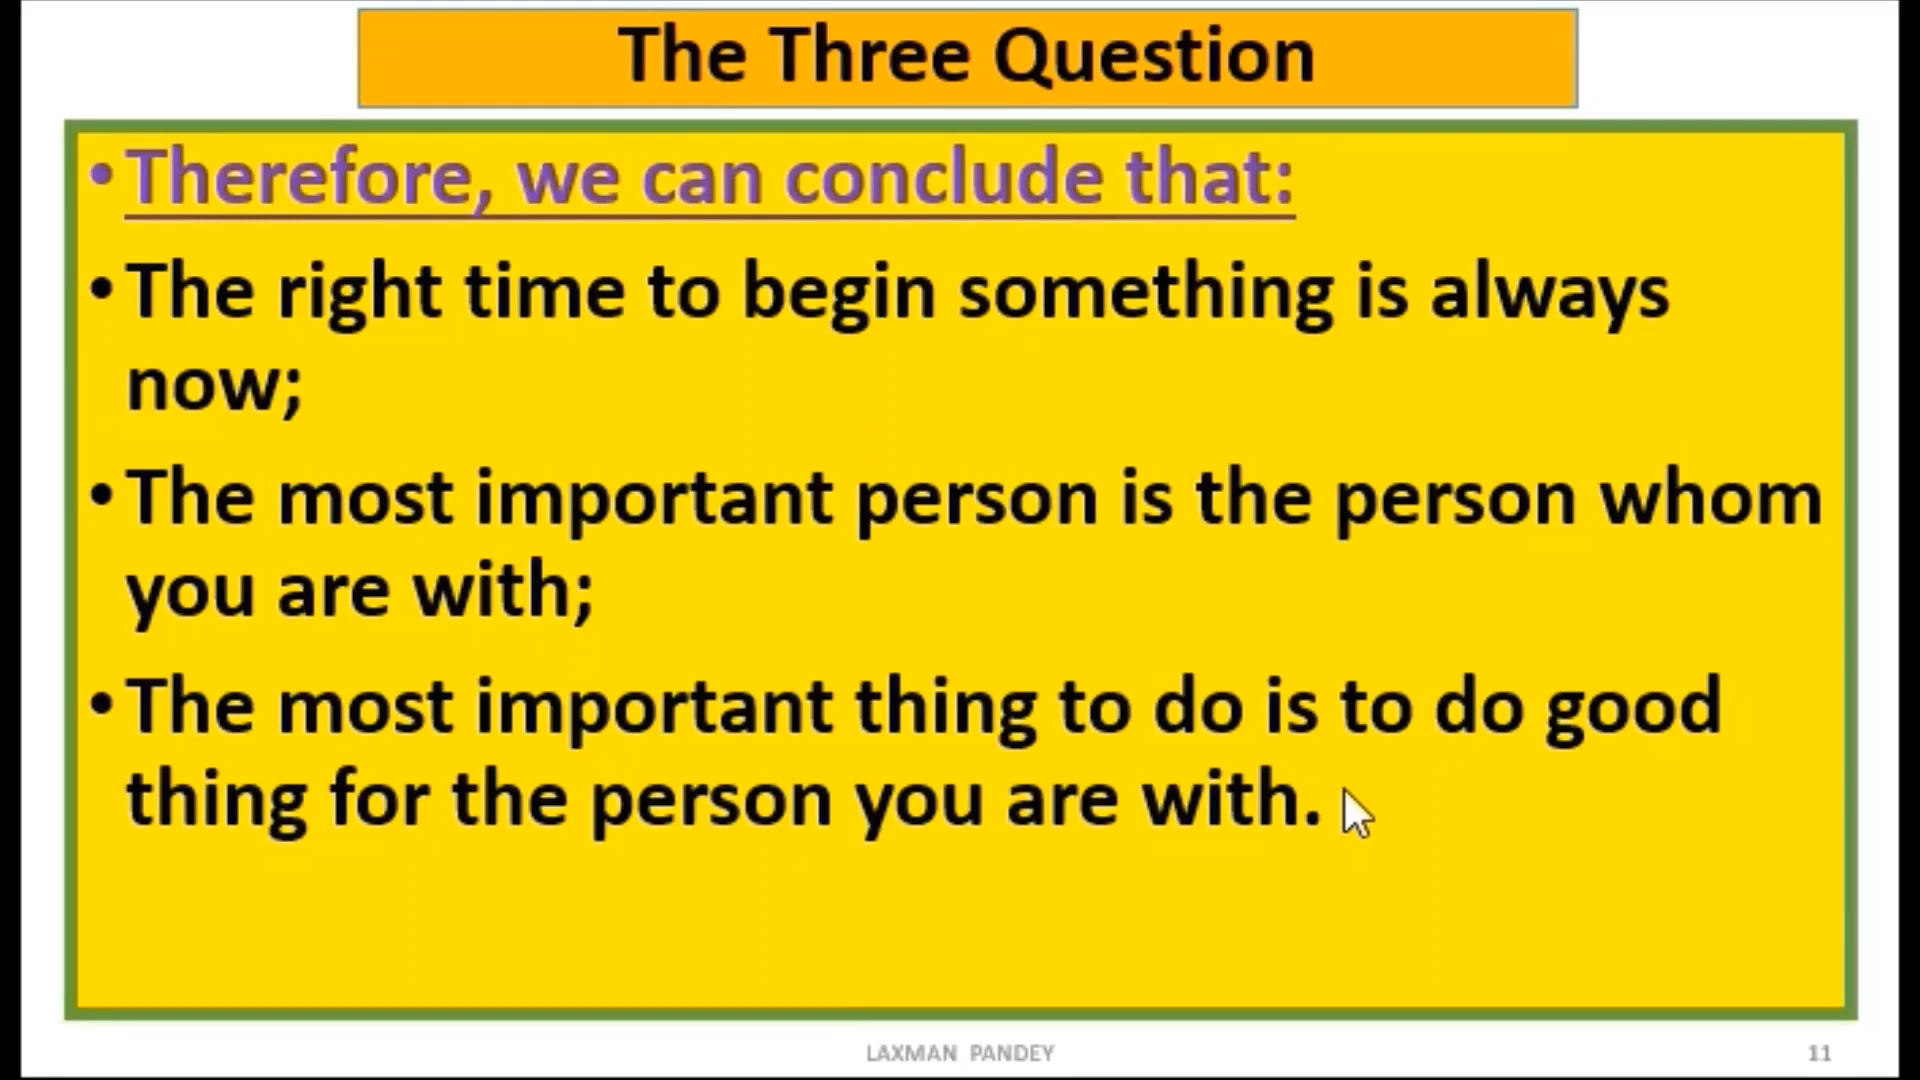 The Three Question
• Therefore, we can conclude that:
• The right time to begin something is always
now;
• The most important person is the person whom
you are with;
• The most important thing to do is to do good
thing for the person you are with.
LAXMAN PANDEY
11